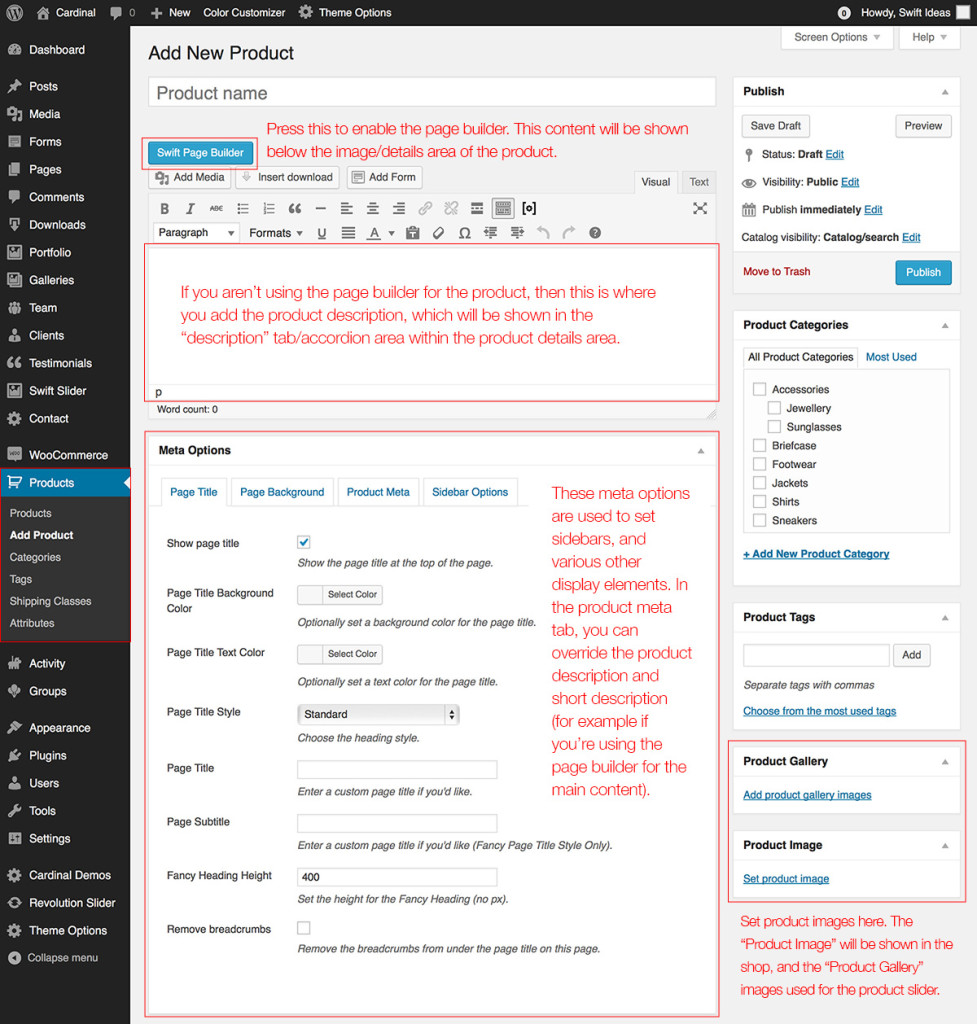 Cardinal 0 New Color Customizer Theme Options 0 Howdy, Swift Ideas
Dashboard
Posts
Media
Forms
Pages
Comments
Downloads
Portfolio
Galleries
Team
Clients
Testimonials
Swift Slider
Contact
WooCommerce
Products
Products
Add Product
Categories
Tags
Shipping Classes
Attributes
Activity
Groups
Appearance
Plugins
Users
Tools
Settings
Cardinal Demos
Revolution Slider
Theme Options
Collapse menu
Screen Options Help
Add New Product
Product name
Press this to enable the page builder. This content will be shown
below the image/details area of the product.
Swift Page Builder
Add Media Insert download Add Form
Visual Text
B I ABC
Paragraph Formats U A Ω
If you aren't using the page builder for the product, then this is where
you add the product description, which will be shown in the
“description” tab/accordion area within the product details area.
p
Word count: 0
Meta Options
Page Title Page Background Product Meta Sidebar Options
Show page title
Show the page title at the top of the page.
Page Title Background
Color
Select Color
Optionally set a background color for the page title.
Page Title Text Color
Select Color
Optionally set a text color for the page title.
Page Title Style
Standard
Choose the heading style.
Page Title
Enter a custom page title if you'd like.
Page Subtitle
Enter a custom page title if you'd like (Fancy Page Title Style Only).
Fancy Heading Height
400
Set the height for the Fancy Heading (no px).
Remove breadcrumbs
Remove the breadcrumbs from under the page title on this page.
These meta options
are used to set
sidebars, and
various other
display elements. In
the product meta
tab, you can
override the product
description and
short description
(for example if
you're using the
page builder for the
main content).
Publish
Save Draft Preview
Status: Draft Edit
Visibility: Public Edit
Publish immediately Edit
Catalog visibility: Catalog/search Edit
Move to Trash Publish
Product Categories
All Product Categories Most Used
Accessories
Jewellery
Sunglasses
Briefcase
Footwear
Jackets
Shirts
Sneakers
+ Add New Product Category
Product Tags
Add
Separate tags with commas
Choose from the most used tags
Product Gallery
Add product gallery images
Product Image
Set product image
Set product images here. The
“Product Image” will be shown in the
shop, and the “Product Gallery”
images used for the product slider.